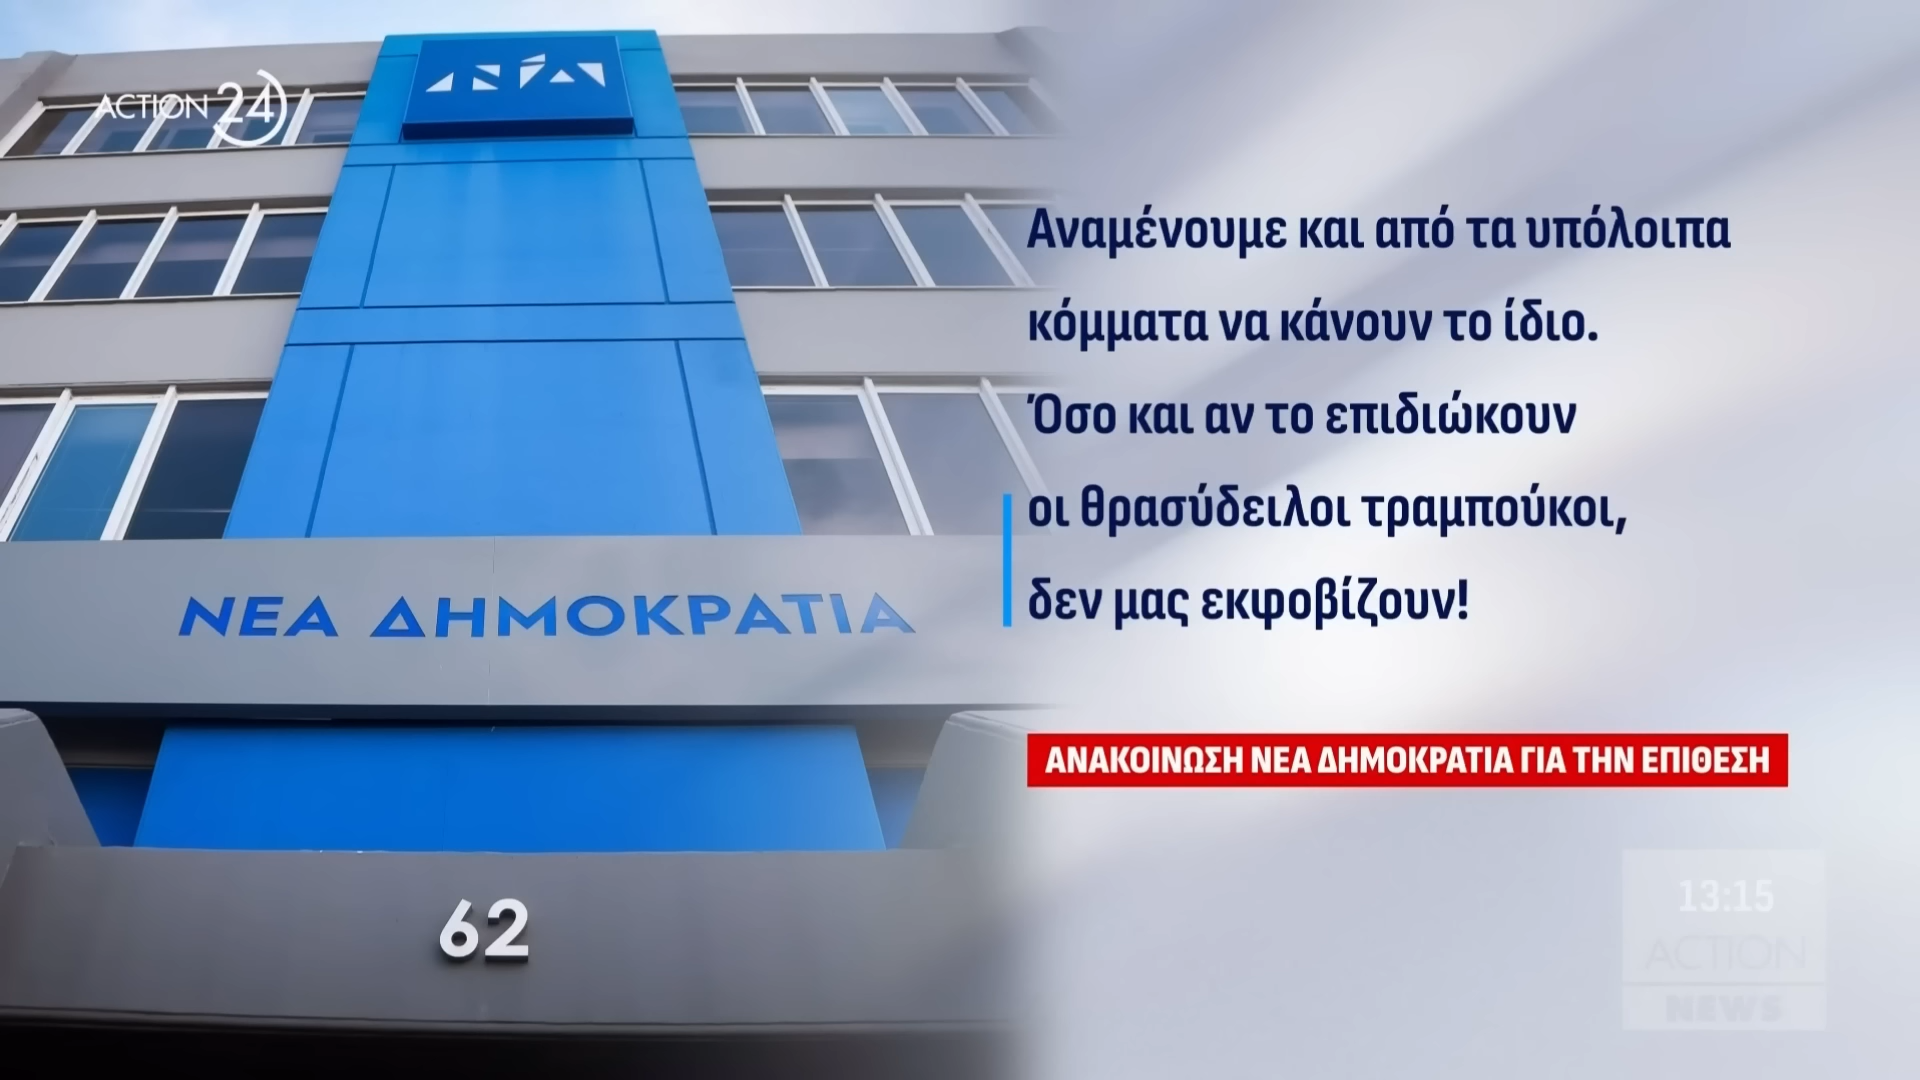 ACTION 24
Αναμένουμε και από τα υπόλοιπα
κόμματα να κάνουν το ίδιο.
Όσο και αν το επιδιώκουν
οι θρασύδειλοι τραμπούκοι,
δεν μας εκφοβίζουν!
ΝΕΑ ΔΗΜΟΚΡΑΤΙΑ
ΑΝΑΚΟΙΝΩΣΗ ΝΕΑ ΔΗΜΟΚΡΑΤΙΑ ΓΙΑ ΤΗΝ ΕΠΙΘΕΣΗ
62
13:15
ACTION
NEWS